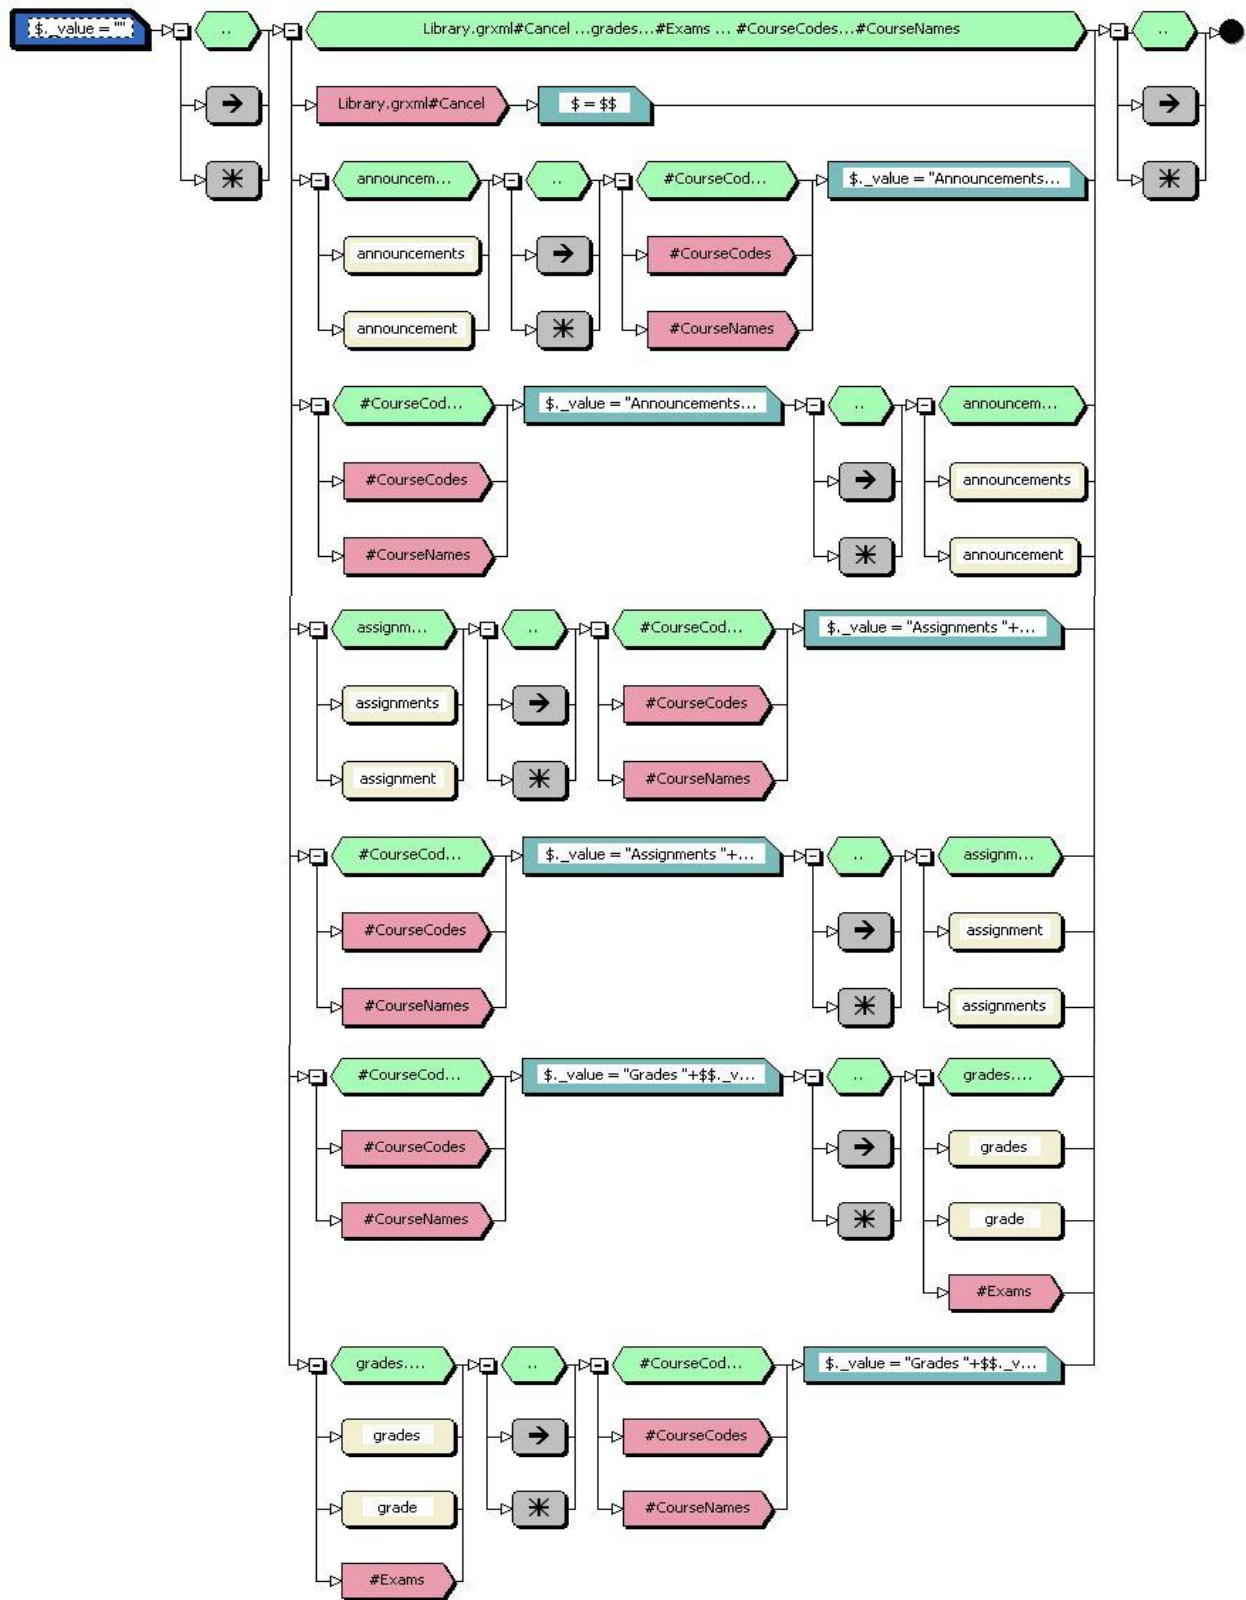 $._value = ""
..
Library.grxml#Cancel ...grades...#Exams ... #CourseCodes...#CourseNames
..
Library.grxml#Cancel
$ = $$
announcem...
..
#CourseCod...
$._value = "Announcements...
announcements
#CourseCodes
announcement
#CourseNames
#CourseCod...
$._value = "Announcements...
..
announcem...
#CourseCodes
announcements
#CourseNames
announcement
assignm...
..
#CourseCod...
$._value = "Assignments "+...
assignments
#CourseCodes
assignment
#CourseNames
#CourseCod...
$._value = "Assignments "+...
..
assignm...
#CourseCodes
assignment
#CourseNames
assignments
#CourseCod...
$._value = "Grades "+$$._v...
..
grades....
#CourseCodes
grades
#CourseNames
grade
#Exams
grades....
..
#CourseCod...
$._value = "Grades "+$$._v...
grades
#CourseCodes
grade
#CourseNames
#Exams